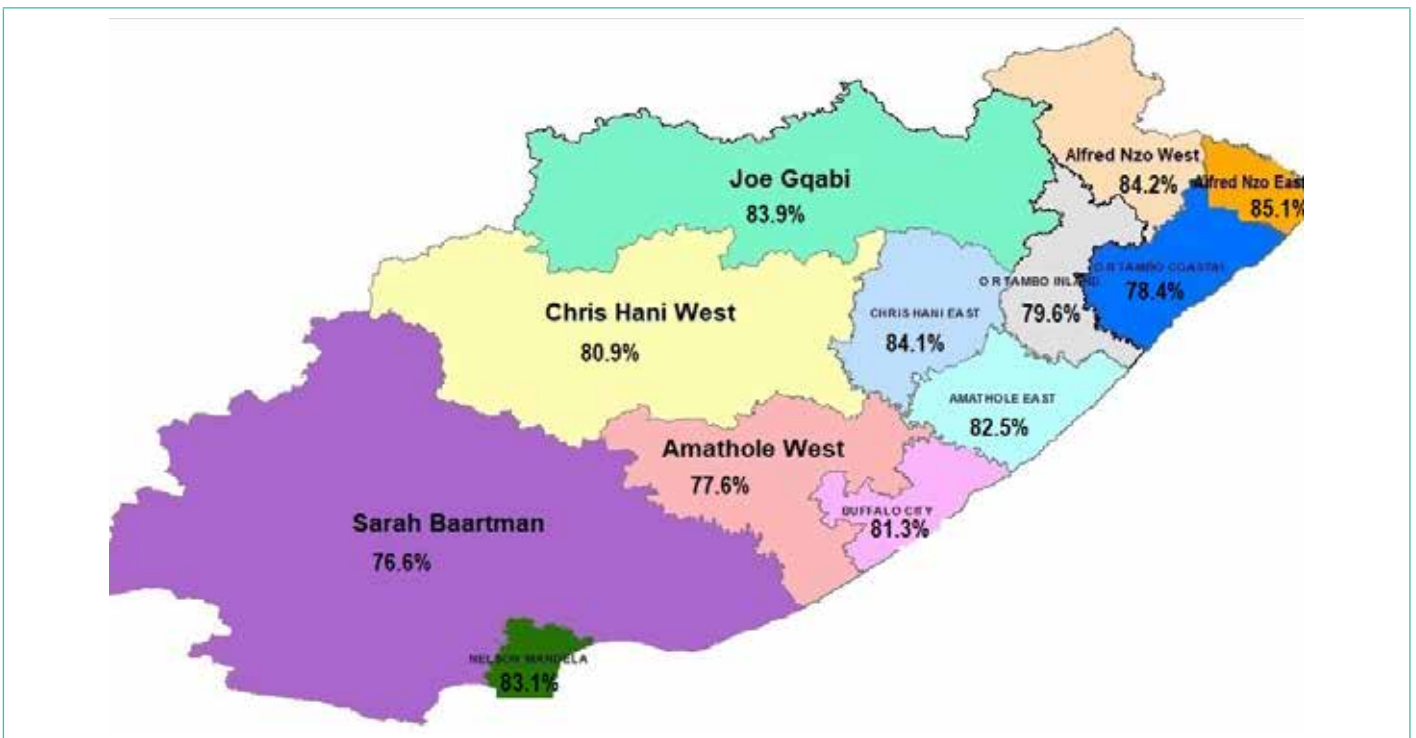 Alfred Nzo West
84.2%
Alfred Nzo East
85.1%
Joe Gqabi
83.9%
O R TAMBO COASTAL
78.4%
O R TAMBO INLAND
79.6%
Chris Hani West
80.9%
CHRIS HANI EAST
84.1%
AMATHOLE EAST
82.5%
Amathole West
77.6%
BUFFALO CITY
81.3%
Sarah Baartman
76.6%
NELSON MANDELA
83.1%